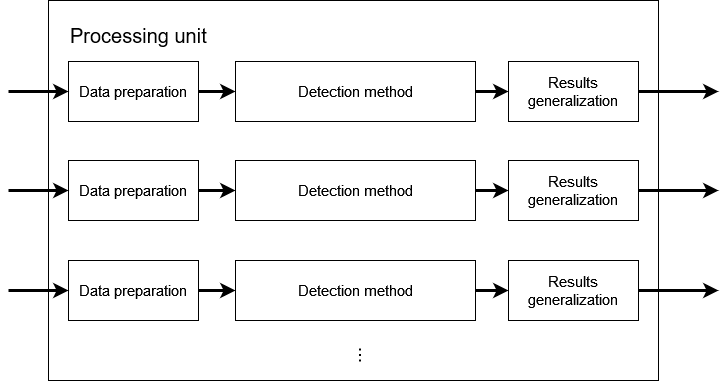 Processing unit
Data preparation
Detection method
Results
generalization
Data preparation
Detection method
Results
generalization
Data preparation
Detection method
Results
generalization
⋮